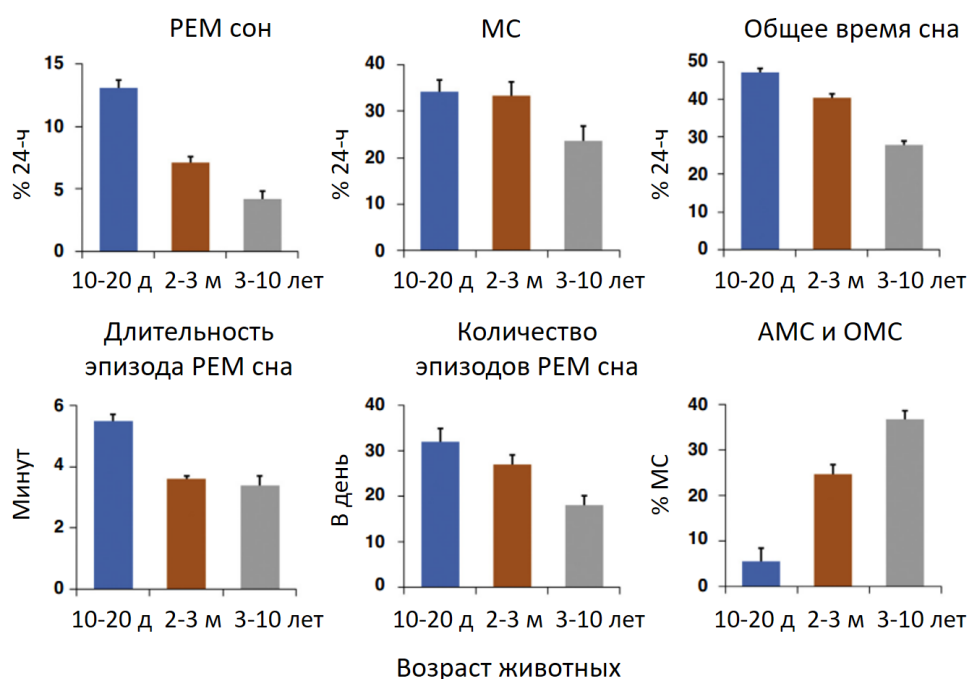 РЕМ сон
15
10
5
0
% 24-ч
10-20 д 2-3 м 3-10 лет
МС
40
30
20
10
0
% 24-ч
10-20 д 2-3 м 3-10 лет
Общее время сна
50
40
30
20
10
0
% 24-ч
10-20 д 2-3 м 3-10 лет
Длительность
эпизода РЕМ сна
6
4
2
0
Минут
10-20 д 2-3 м 3-10 лет
Количество
эпизодов РЕМ сна
40
30
20
10
0
В день
10-20 д 2-3 м 3-10 лет
АМС и ОМС
40
30
20
10
0
% МС
10-20 д 2-3 м 3-10 лет
Возраст животных